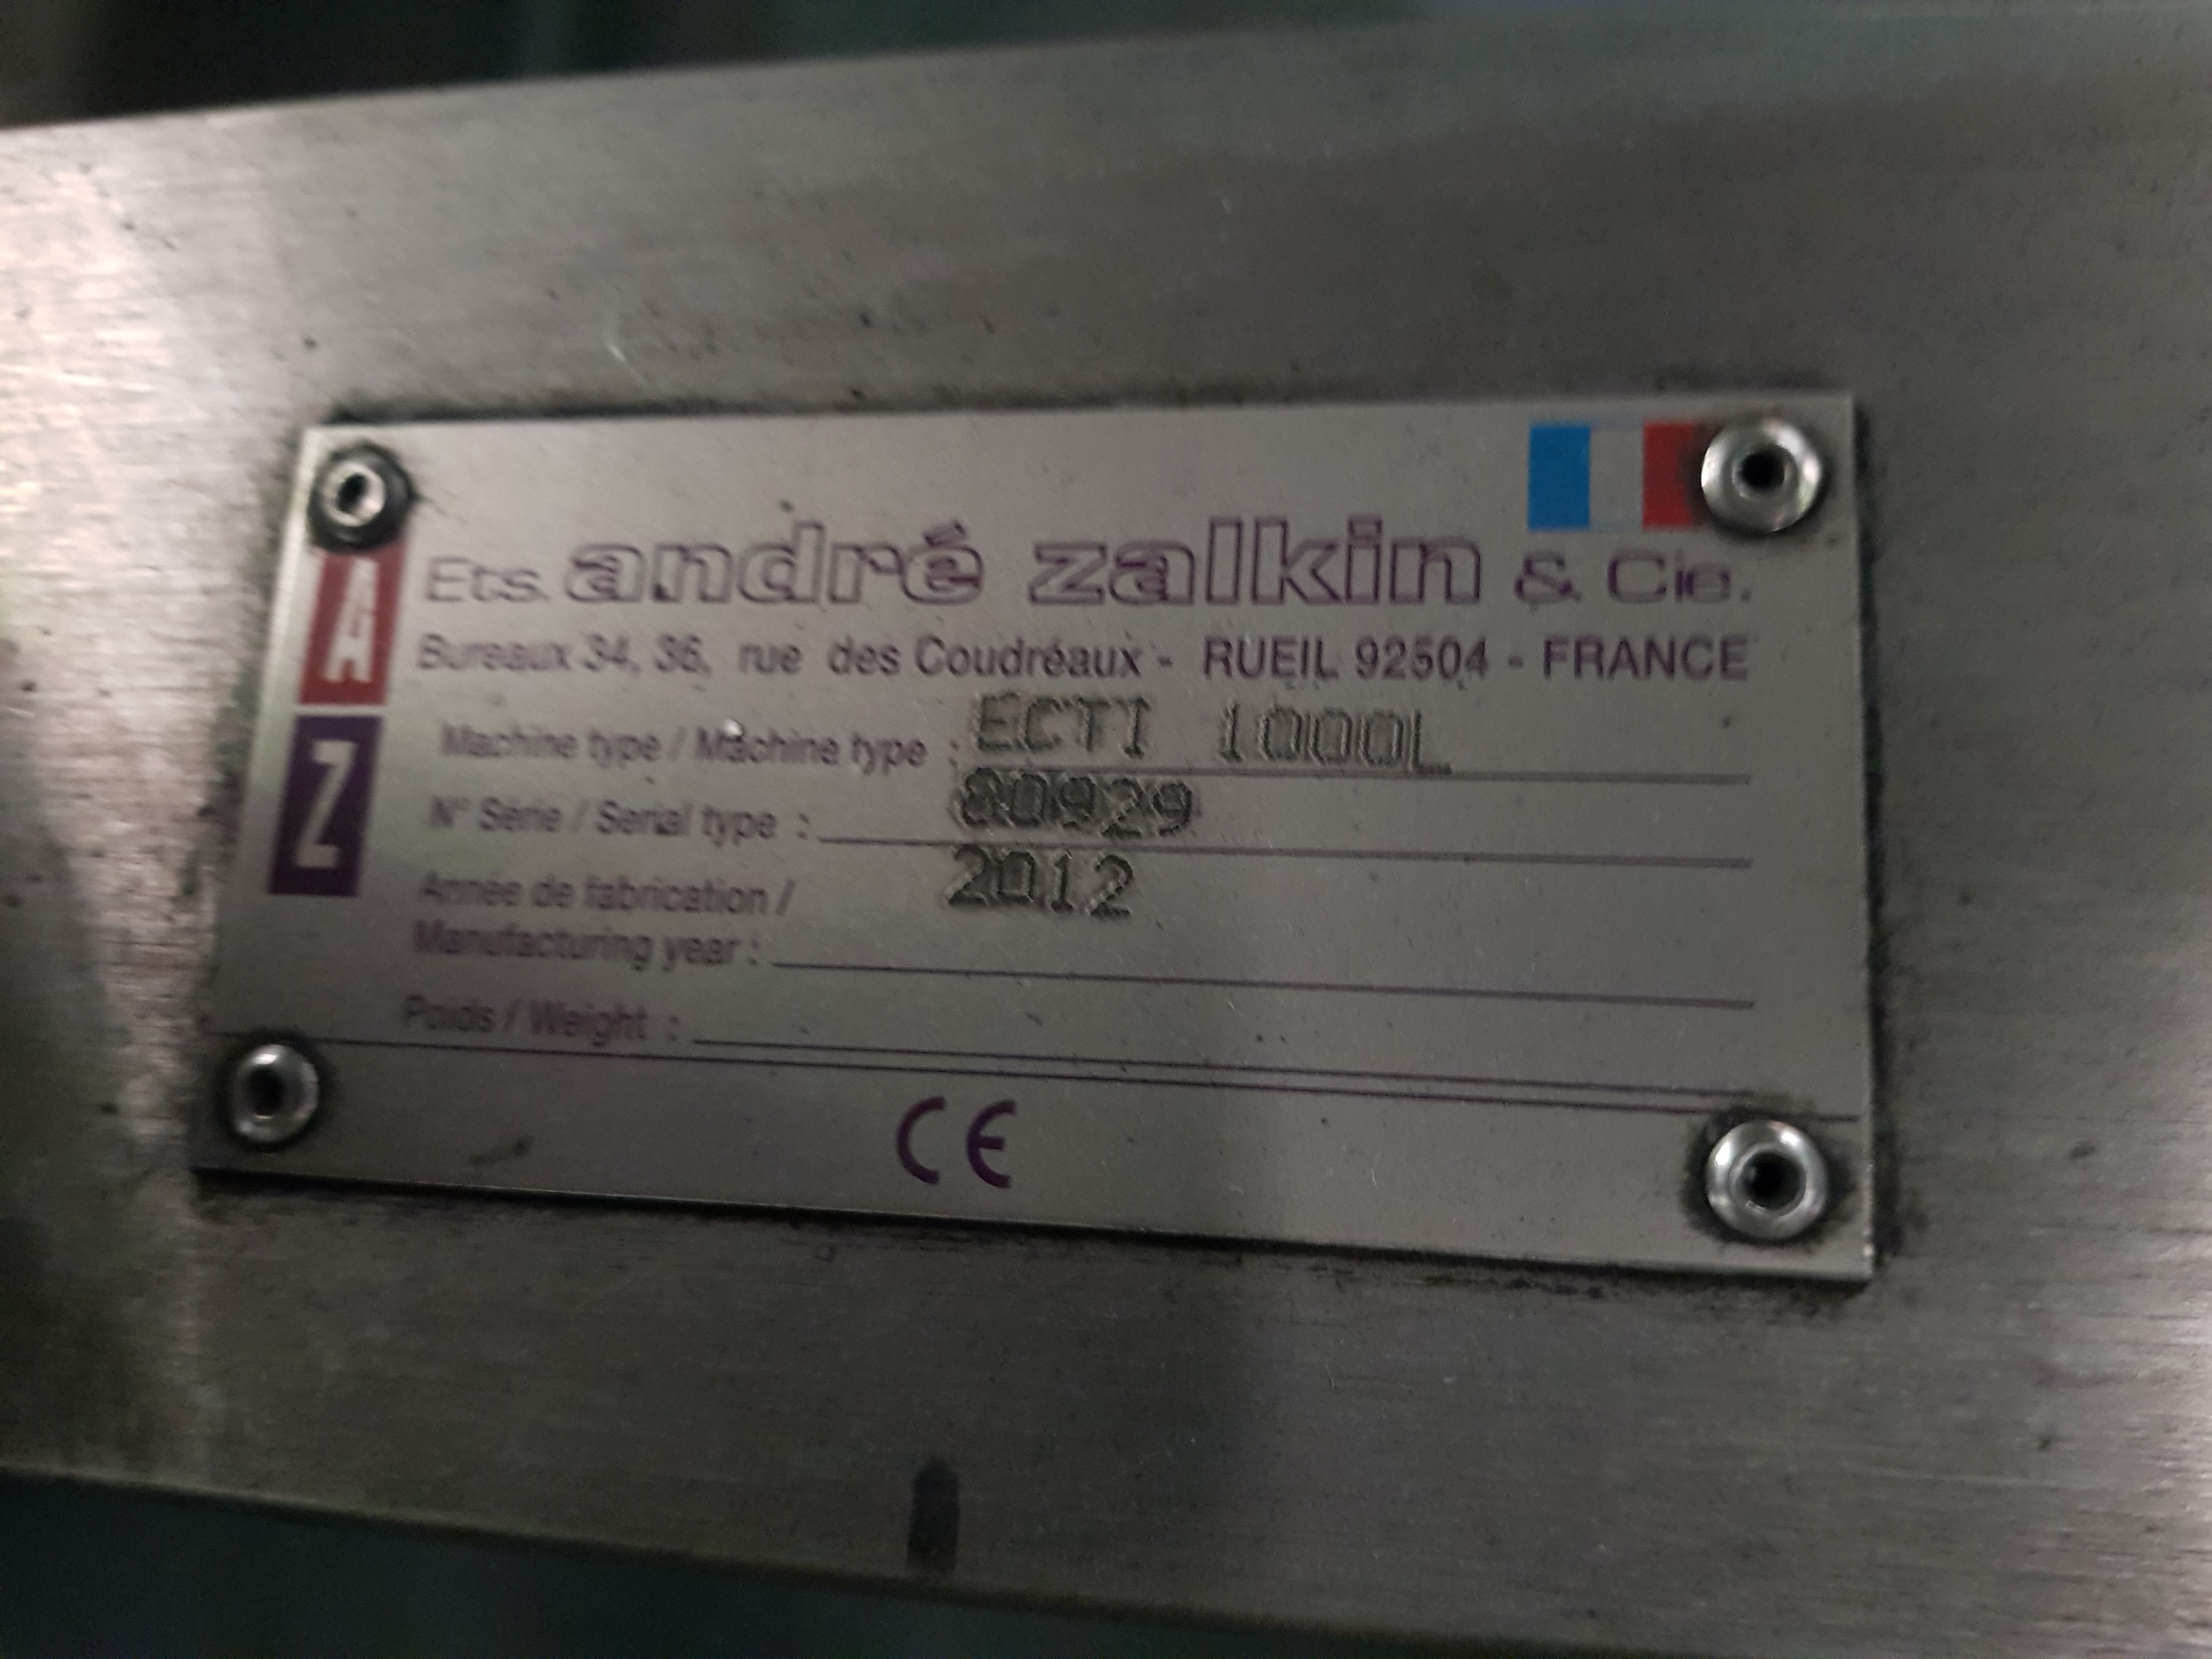 A
Z
Ets. andré zalkin & Cie.
Bureaux 34, 36, rue des Coudréaux - RUEIL 92504 - FRANCE
Machine type / Machine type : ECTI 1000L
N° Série / Serial type : 80929
Année de fabrication / 2012
Manufacturing year :
Poids / Weight :
CE